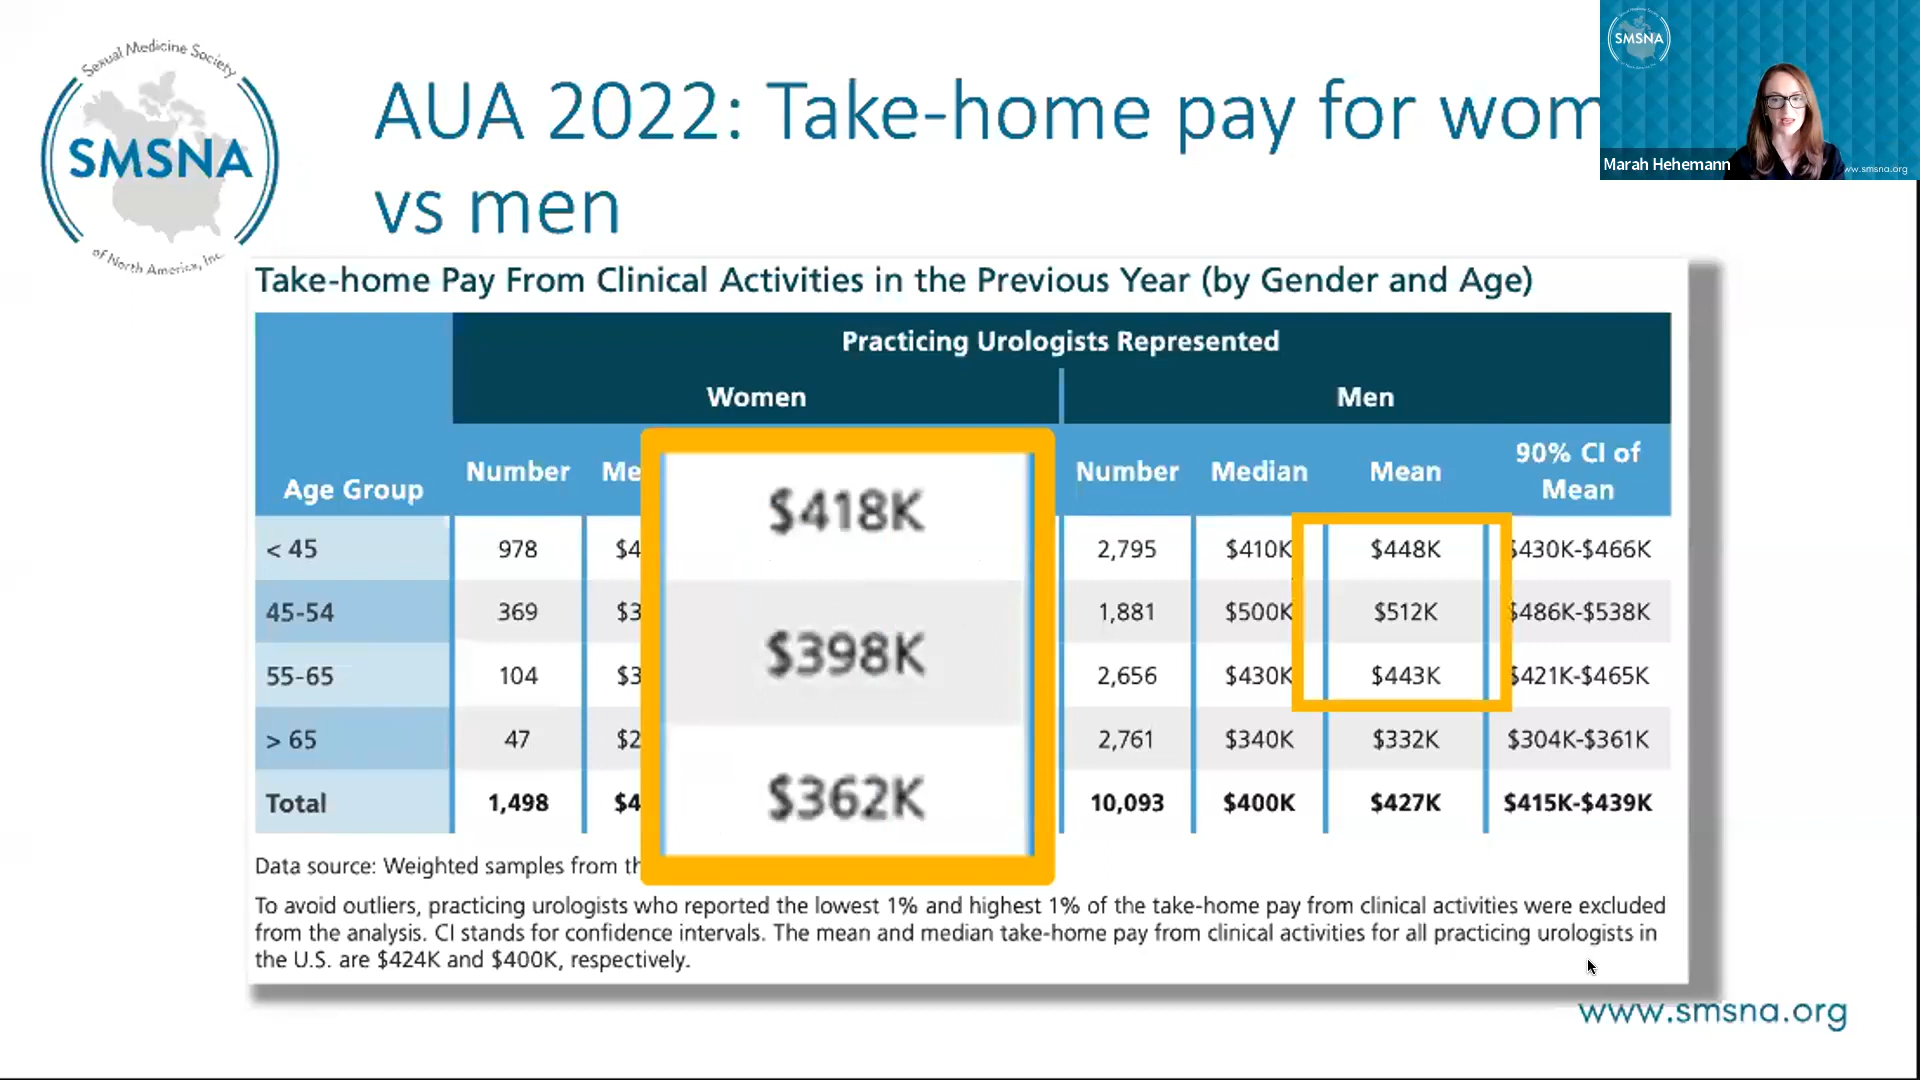 Sexual Medicine Society
SMSNA
of North America, Inc.
AUA 2022: Take-home pay for wom
vs men
SMSNA
Marah Hehemann
ww.smsna.org
Take-home Pay From Clinical Activities in the Previous Year (by Gender and Age)
Practicing Urologists Represented
Women Men
Age Group Number Me Number Median Mean 90% CI of
Mean
< 45 978 $4 $418K 2,795 $410K $448K $430K-$466K
45-54 369 $3 $398K 1,881 $500K $512K $486K-$538K
55-65 104 $3 $362K 2,656 $430K $443K $421K-$465K
> 65 47 $2 2,761 $340K $332K $304K-$361K
Total 1,498 $4 10,093 $400K $427K $415K-$439K
Data source: Weighted samples from th
To avoid outliers, practicing urologists who reported the lowest 1% and highest 1% of the take-home pay from clinical activities were excluded
from the analysis. CI stands for confidence intervals. The mean and median take-home pay from clinical activities for all practicing urologists in
the U.S. are $424K and $400K, respectively.
www.smsna.org